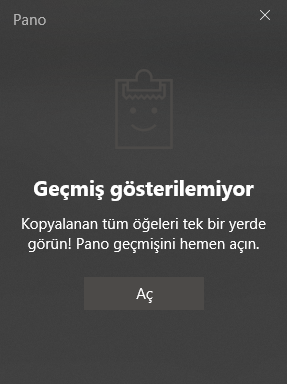 Pano
Geçmiş gösterilemiyor
Kopyalanan tüm öğeleri tek bir yerde
görün! Pano geçmişini hemen açın.
Aç